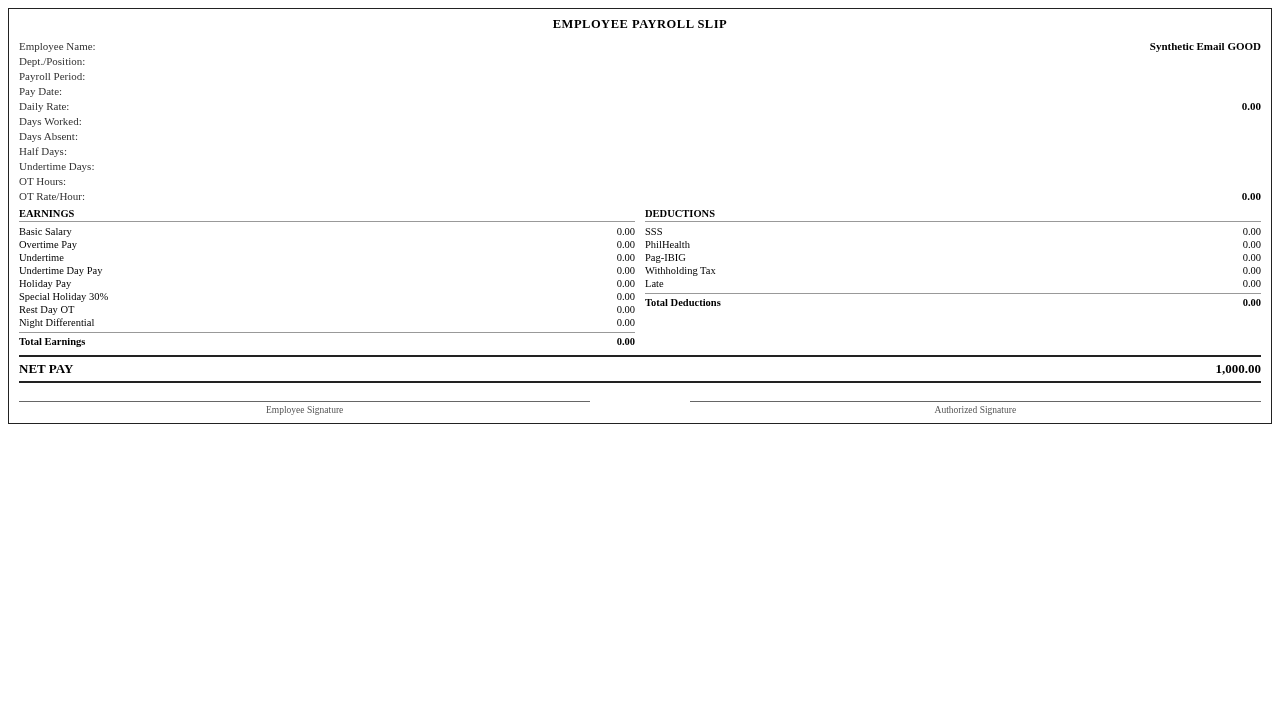 EMPLOYEE PAYROLL SLIP
Employee Name: Synthetic Email GOOD
Dept./Position:
Payroll Period:
Pay Date:
Daily Rate: 0.00
Days Worked:
Days Absent:
Half Days:
Undertime Days:
OT Hours:
OT Rate/Hour: 0.00
EARNINGS
Basic Salary 0.00
Overtime Pay 0.00
Undertime 0.00
Undertime Day Pay 0.00
Holiday Pay 0.00
Special Holiday 30% 0.00
Rest Day OT 0.00
Night Differential 0.00
Total Earnings 0.00
DEDUCTIONS
SSS 0.00
PhilHealth 0.00
Pag-IBIG 0.00
Withholding Tax 0.00
Late 0.00
Total Deductions 0.00
NET PAY 1,000.00
Employee Signature
Authorized Signature